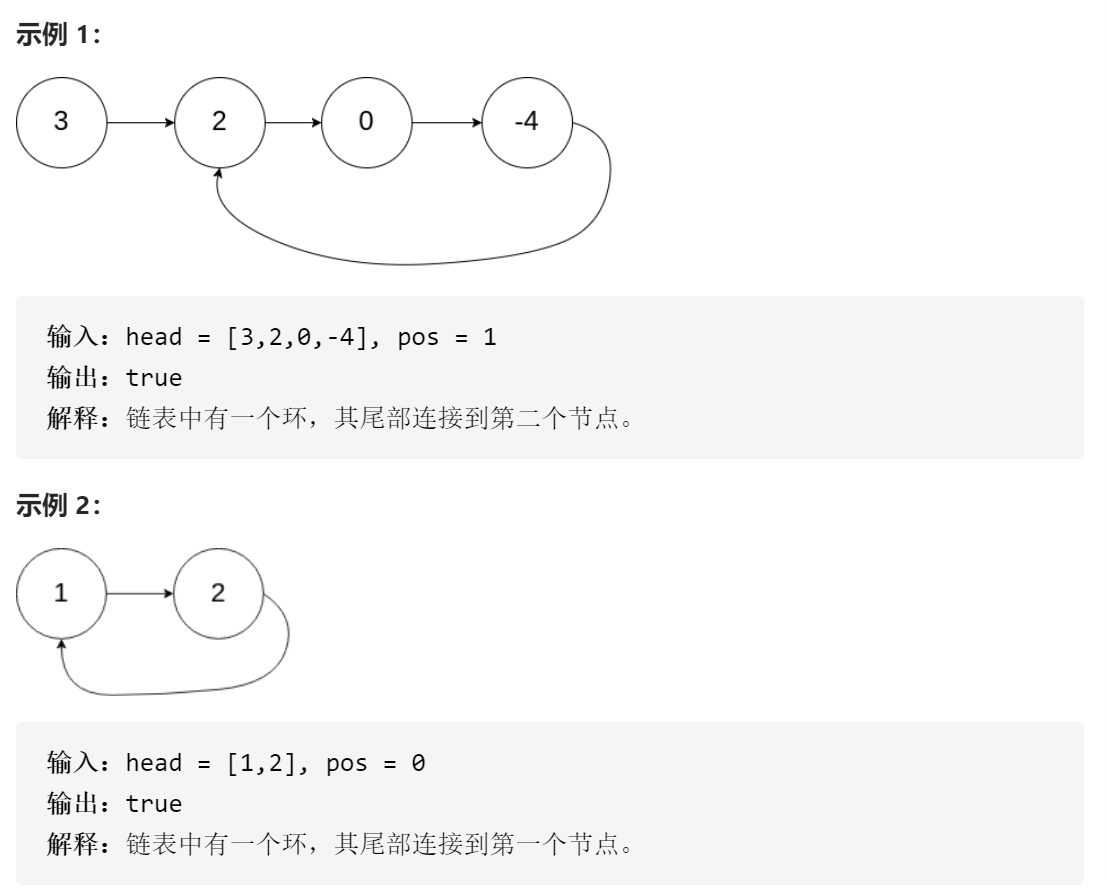 示例 1:
3 2 0 -4
输入: head = [3,2,0,-4], pos = 1
输出: true
解释: 链表中有一个环，其尾部连接到第二个节点。
示例 2:
1 2
输入: head = [1,2], pos = 0
输出: true
解释: 链表中有一个环，其尾部连接到第一个节点。